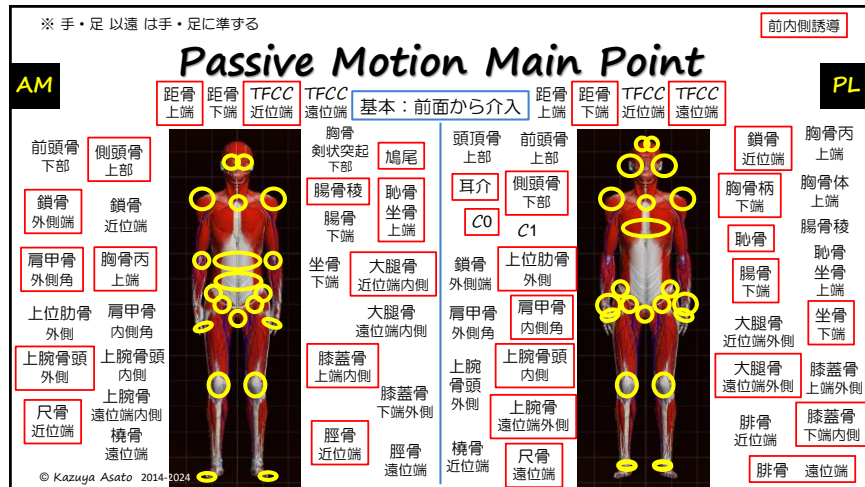 ※ 手・足 以遠 は手・足に準ずる
前内側誘導
Passive Motion Main Point
AM
PL
距骨
上端
距骨
下端
TFCC
近位端
TFCC
遠位端
基本：前面から介入
距骨
上端
距骨
下端
TFCC
近位端
TFCC
遠位端
前頭骨
下部
側頭骨
上部
鎖骨
外側端
鎖骨
近位端
肩甲骨
外側角
胸骨丙
上端
上位肋骨
外側
肩甲骨
内側角
上腕骨頭
外側
上腕骨頭
内側
尺骨
近位端
上腕骨
遠位端内側
橈骨
遠位端
胸骨
剣状突起
下部
鳩尾
腸骨稜
恥骨
坐骨
上端
腸骨
下端
坐骨
下端
大腿骨
近位端内側
大腿骨
遠位端内側
膝蓋骨
上端内側
膝蓋骨
下端外側
脛骨
近位端
脛骨
遠位端
頭頂骨
上部
前頭骨
上部
耳介
側頭骨
下部
C0
C1
鎖骨
外側端
上位肋骨
外側
肩甲骨
外側角
肩甲骨
内側角
上腕
骨頭
外側
上腕骨頭
内側
上腕骨
遠位端外側
橈骨
近位端
尺骨
遠位端
鎖骨
近位端
胸骨丙
上端
胸骨柄
下端
胸骨体
上端
恥骨
腸骨稜
腸骨
下端
恥骨
坐骨
上端
大腿骨
近位端外側
坐骨
下端
大腿骨
遠位端外側
膝蓋骨
上端外側
腓骨
近位端
膝蓋骨
下端内側
腓骨 遠位端
© Kazuya Asato 2014-2024